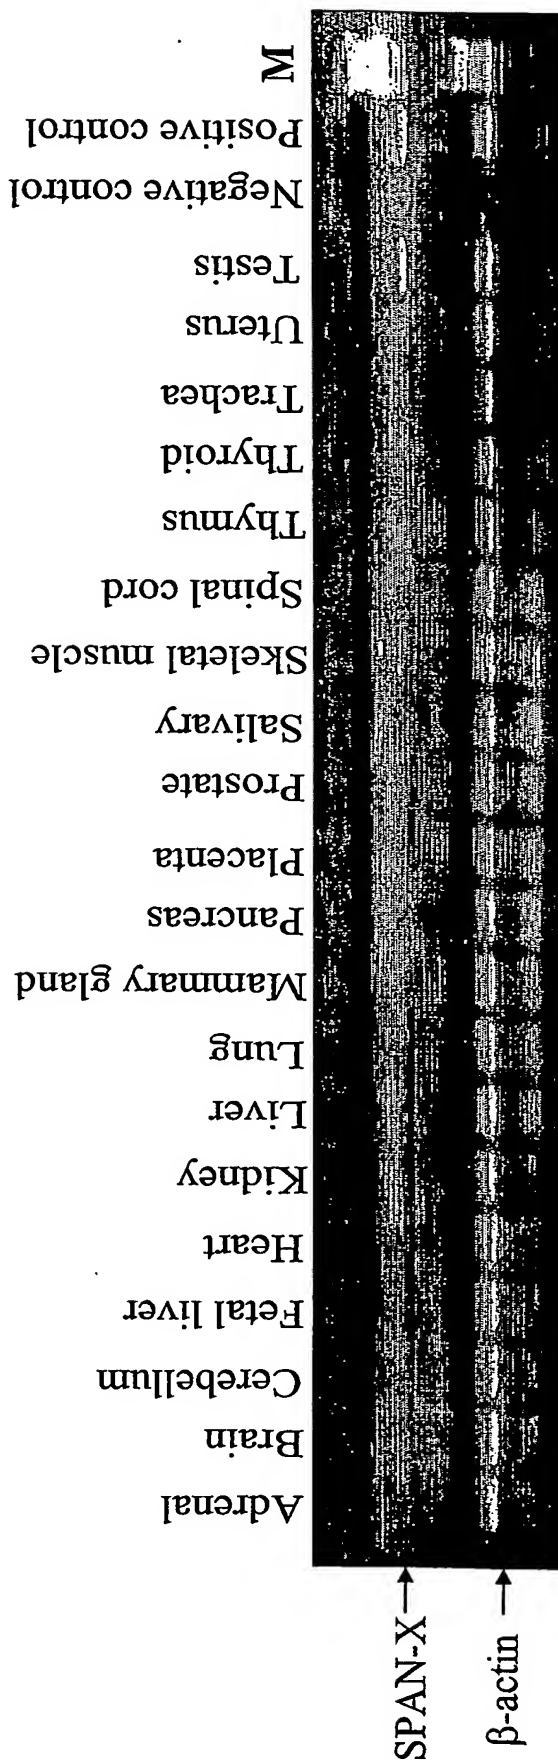 M
Positive control
Negative control
Testis
Uterus
Trachea
Thyroid
Thymus
Spinal cord
Skeletal muscle
Salivary
Prostate
Placenta
Pancreas
Mammary gland
Lung
Liver
Kidney
Heart
Fetal liver
Cerebellum
Brain
Adrenal
SPAN-X
β-actin